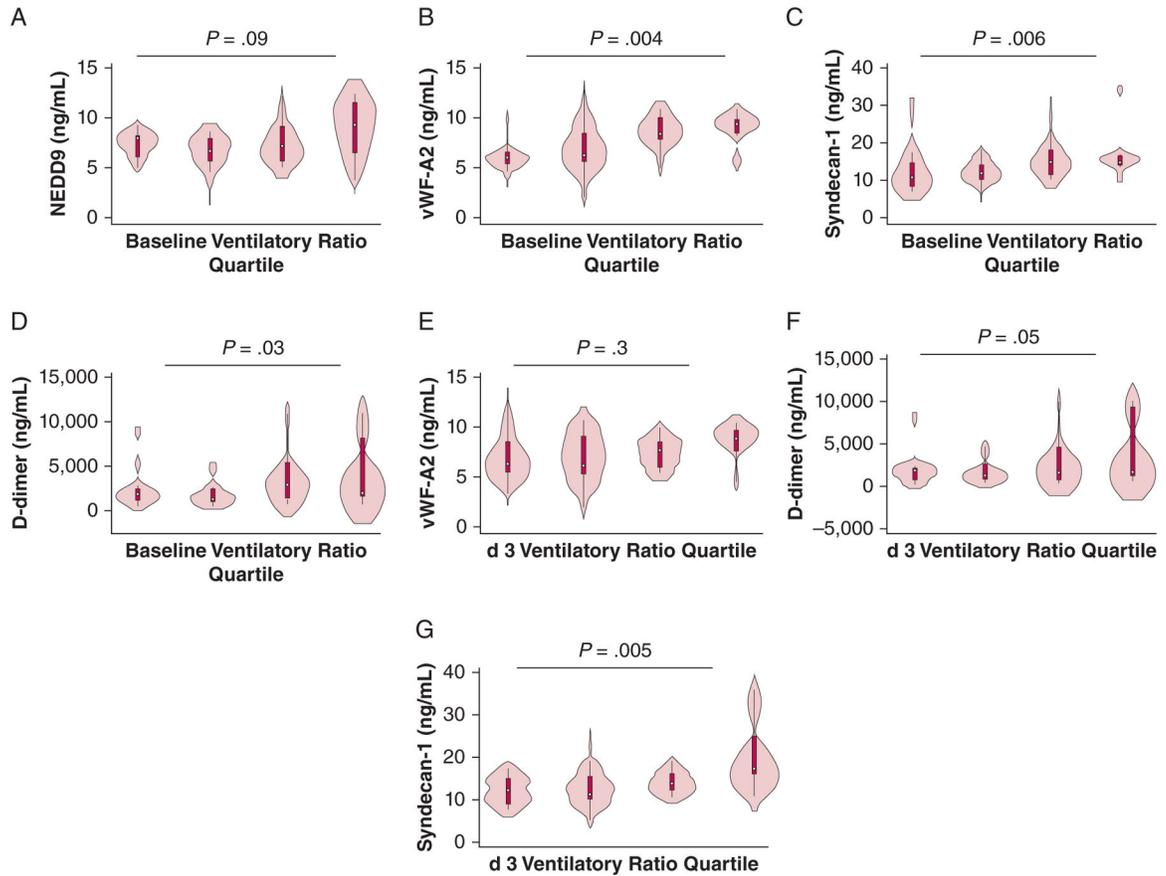 A
P = .09
NEDD9 (ng/mL)
15
10
5
0
Baseline Ventilatory Ratio
Quartile
B
P = .004
vWF-A2 (ng/mL)
15
10
5
0
Baseline Ventilatory Ratio
Quartile
C
P = .006
Syndecan-1 (ng/mL)
40
30
20
10
0
Baseline Ventilatory Ratio
Quartile
D
P = .03
D-dimer (ng/mL)
15,000
10,000
5,000
0
Baseline Ventilatory Ratio
Quartile
E
P = .3
vWF-A2 (ng/mL)
15
10
5
0
d 3 Ventilatory Ratio Quartile
F
P = .05
D-dimer (ng/mL)
15,000
10,000
5,000
0
–5,000
d 3 Ventilatory Ratio Quartile
G
P = .005
Syndecan-1 (ng/mL)
40
30
20
10
0
d 3 Ventilatory Ratio Quartile